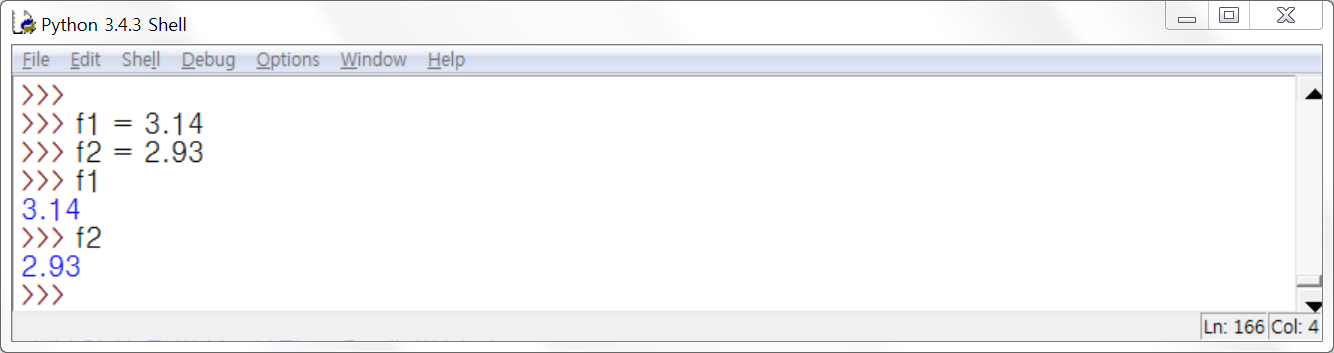 Python 3.4.3 Shell
File Edit Shell Debug Options Window Help
>>>
>>> f1 = 3.14
>>> f2 = 2.93
>>> f1
3.14
>>> f2
2.93
>>>
Ln: 166 Col: 4